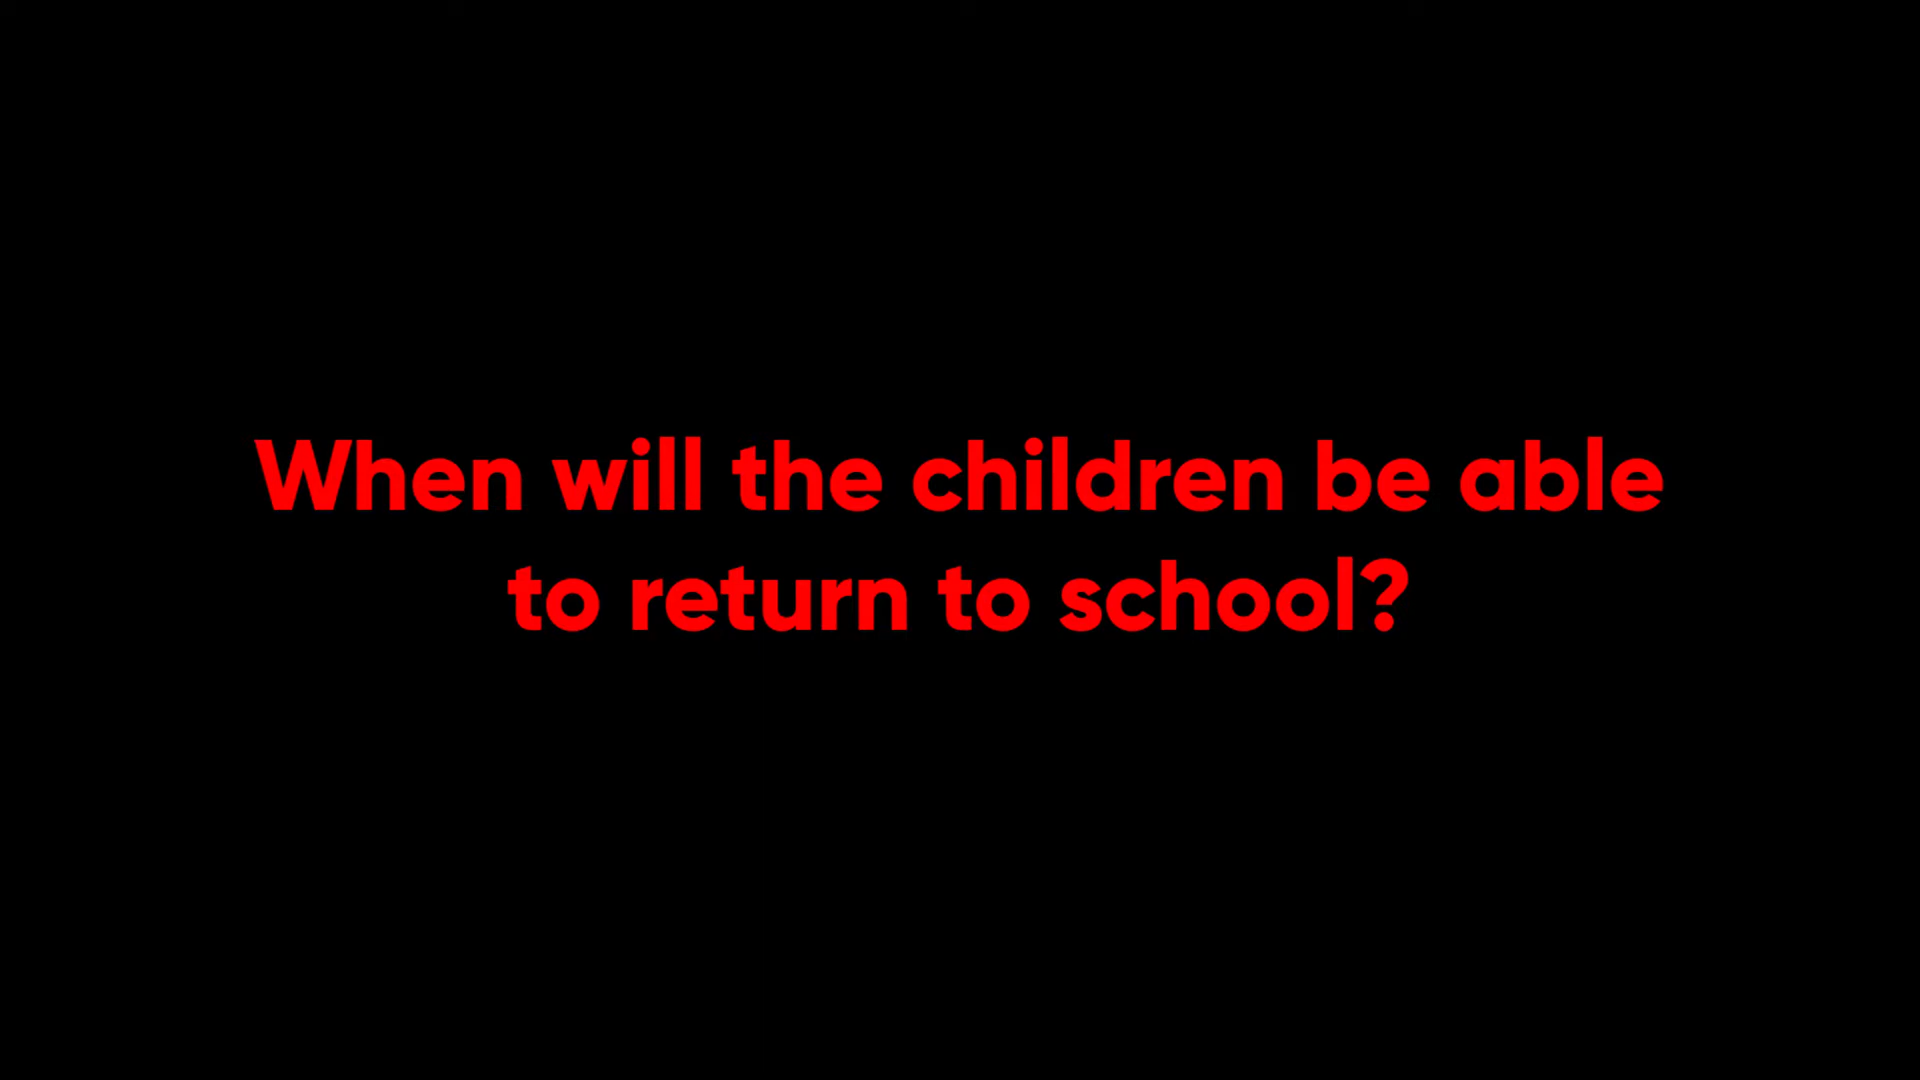 When will the children be able
to return to school?